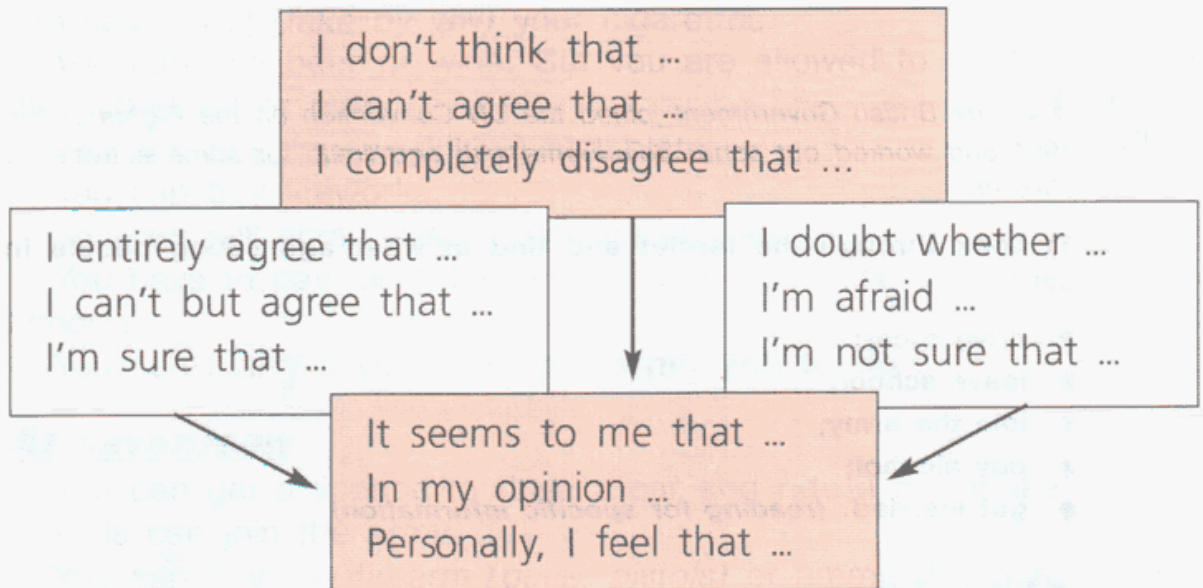 I don't think that ...
I can't agree that ...
I completely disagree that ...
I entirely agree that ...
I can't but agree that ...
I'm sure that ...
I doubt whether ...
I'm afraid ...
I'm not sure that ...
It seems to me that ...
In my opinion ...
Personally, I feel that ...